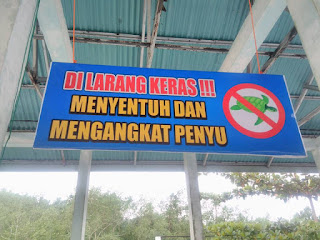 DI LARANG KERAS !!!
MENYENTUH DAN
MENGANGKAT PENYU